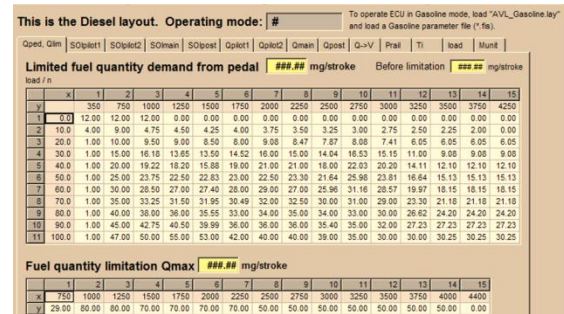 This is the Diesel layout. Operating mode: #
To operate ECU in Gasoline mode, load "AVL_Gasoline.lay"
and load a Gasoline parameter file (*.fis).
Qped, Qlim SOIpilot1 SOIpilot2 SOImain SOIpost Qpilot1 Qpilot2 Qmain Qpost Q->V Prail Ti load Munit
Limited fuel quantity demand from pedal ###.## mg/stroke Before limitation ###.## mg/stroke
load / n
x 1 2 3 4 5 6 7 8 9 10 11 12 13 14 15
y 350 750 1000 1250 1500 1750 2000 2250 2500 2750 3000 3250 3500 3750 4250
1 0.0 12.00 12.00 0.00 0.00 0.00 0.00 0.00 0.00 0.00 0.00 0.00 0.00 0.00 0.00 0.00
2 10.0 4.00 9.00 4.75 4.50 4.25 4.00 3.75 3.50 3.25 3.00 2.75 2.50 2.25 2.00 0.00
3 20.0 1.00 10.00 9.50 9.00 8.50 8.00 9.08 8.47 7.87 8.08 7.41 6.05 6.05 6.05 6.05
4 30.0 1.00 15.00 16.18 13.65 13.50 14.52 16.00 15.00 14.04 16.53 15.15 11.00 9.08 9.08 9.08
5 40.0 1.00 20.00 19.22 18.20 15.88 19.00 21.00 21.00 18.00 22.03 20.20 14.11 12.10 12.10 12.10
6 50.0 1.00 25.00 23.75 22.50 22.83 23.00 22.50 23.30 21.64 25.98 23.81 16.64 15.13 15.13 15.13
7 60.0 1.00 30.00 28.50 27.00 27.40 28.00 29.00 27.00 25.96 31.16 28.57 19.97 18.15 18.15 18.15
8 70.0 1.00 35.00 33.25 31.50 31.95 30.49 32.00 32.50 30.00 31.00 29.00 23.30 21.18 21.18 21.18
9 80.0 1.00 40.00 38.00 36.00 35.55 33.00 34.00 35.00 34.00 33.00 30.00 26.62 24.20 24.20 24.20
10 90.0 1.00 45.00 42.75 40.50 39.99 36.00 36.00 36.00 35.40 35.00 32.00 27.23 27.23 27.23 27.23
11 100.0 1.00 47.00 50.00 55.00 53.00 42.00 40.00 40.00 39.00 35.00 30.00 30.00 30.25 30.25 30.25
Fuel quantity limitation Qmax ###.## mg/stroke
1 2 3 4 5 6 7 8 9 10 11 12 13 14 15
x 750 1000 1250 1500 1750 2000 2250 2500 2750 3000 3250 3500 3750 4000 4400
y 29.00 80.00 80.00 70.00 70.00 70.00 70.00 50.00 50.00 50.00 50.00 50.00 50.00 50.00 0.00